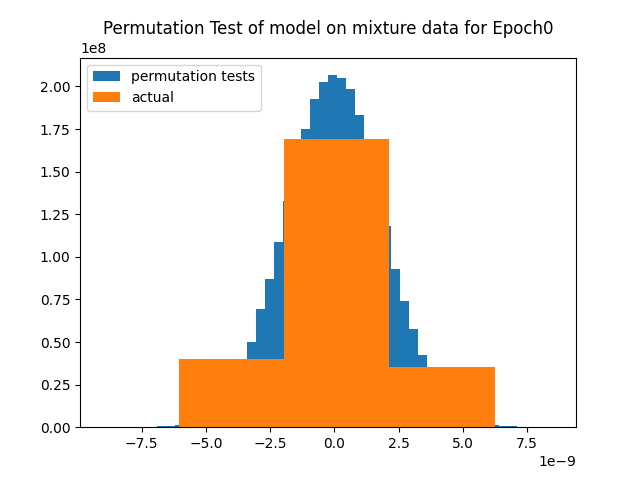 Permutation Test of model on mixture data for Epoch0
1e8
permutation tests
actual
2.00
1.75
1.50
1.25
1.00
0.75
0.50
0.25
0.00
−7.5 −5.0 −2.5 0.0 2.5 5.0 7.5
1e−9